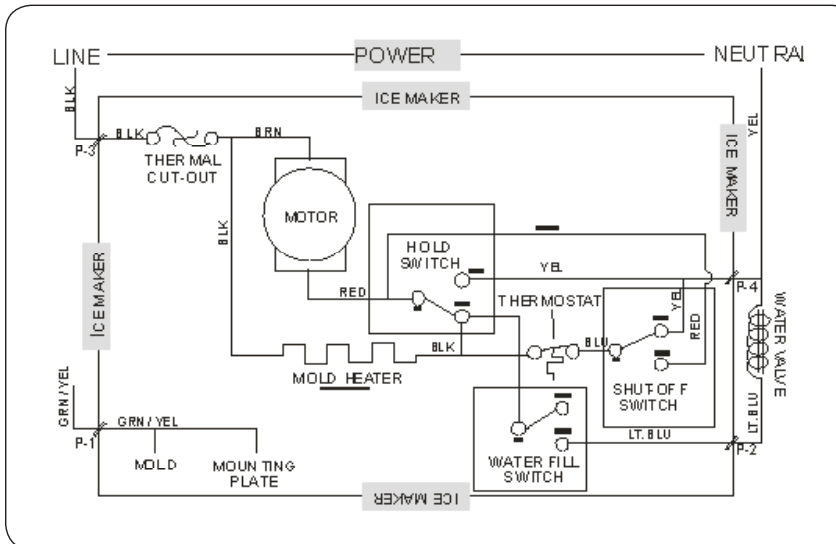 LINE POWER NEUTRAL
BLK
ICE MAKER
YEL
BLK
BRN
P-3
THERMAL
CUT-OUT
ICE MAKER
MOTOR
BLK
HOLD
SWITCH
YEL
P-4
RED
THERMOSTAT
YEL
RED
WATER VALVE
ICE MAKER
BLU
BLK
MOLD HEATER
SHUT-OFF
SWITCH
GRN/YEL
GRN/YEL
LT.BLU
LT.BLU
P-1
P-2
MOLD
MOUNTING
PLATE
WATER FILL
SWITCH
ICE MAKER